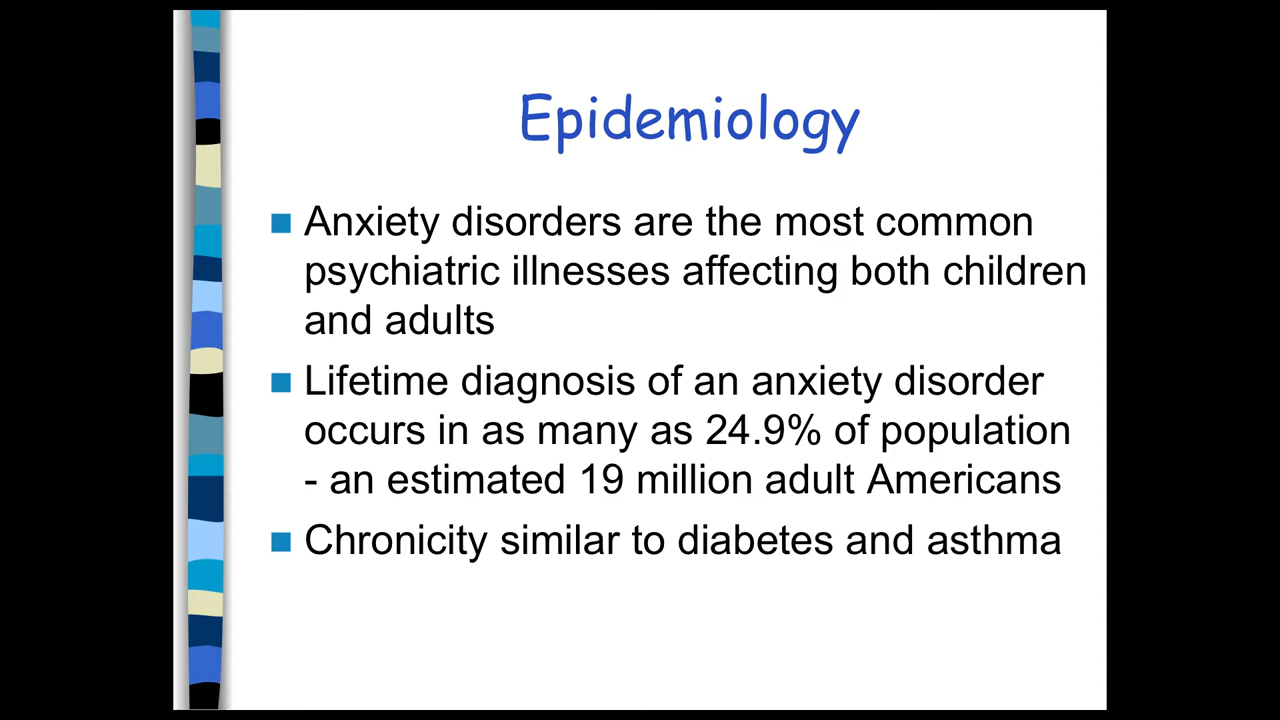 Epidemiology
Anxiety disorders are the most common
psychiatric illnesses affecting both children
and adults
Lifetime diagnosis of an anxiety disorder
occurs in as many as 24.9% of population
- an estimated 19 million adult Americans
Chronicity similar to diabetes and asthma